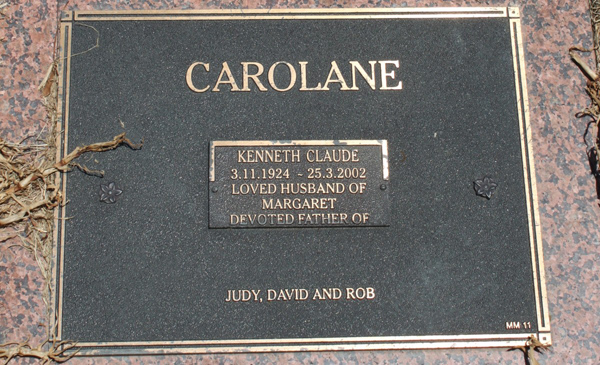 CAROLANE
KENNETH CLAUDE
3.11.1924 ~ 25.3.2002
LOVED HUSBAND OF
MARGARET
DEVOTED FATHER OF
JUDY, DAVID AND ROB
MM 11